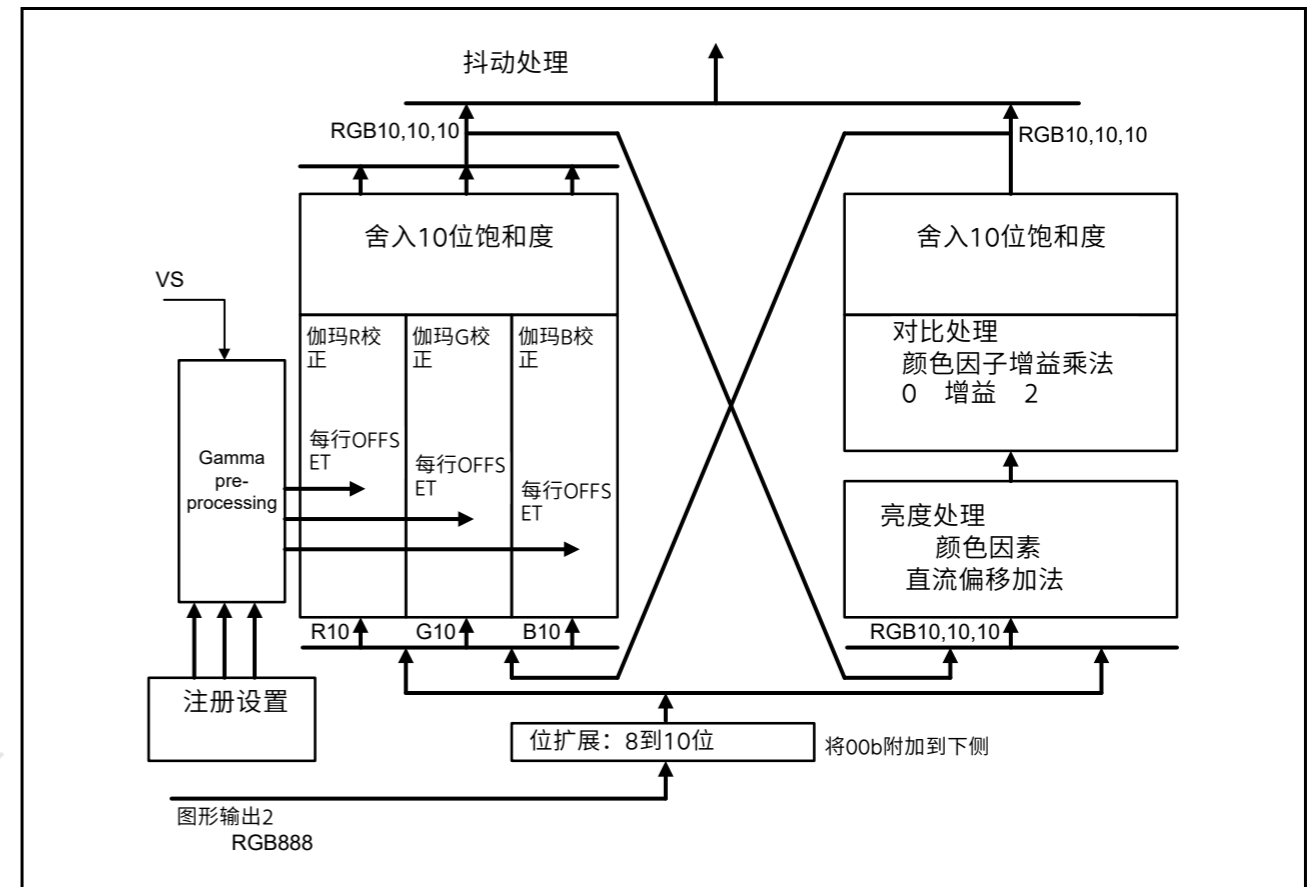 抖动处理
RGB10,10,10
RGB10,10,10
舍入10位饱和度
舍入10位饱和度
VS
伽玛R校
正
伽玛G校
正
伽玛B校
正
对比处理
颜色因子增益乘法
0 增益 2
每行OFFS
ET
每行OFFS
ET
每行OFFS
ET
Gamma
pre-
processing
亮度处理
颜色因素
直流偏移加法
R10
G10
B10
RGB10,10,10
注册设置
位扩展：8到10位
将00b附加到下侧
图形输出2
RGB888